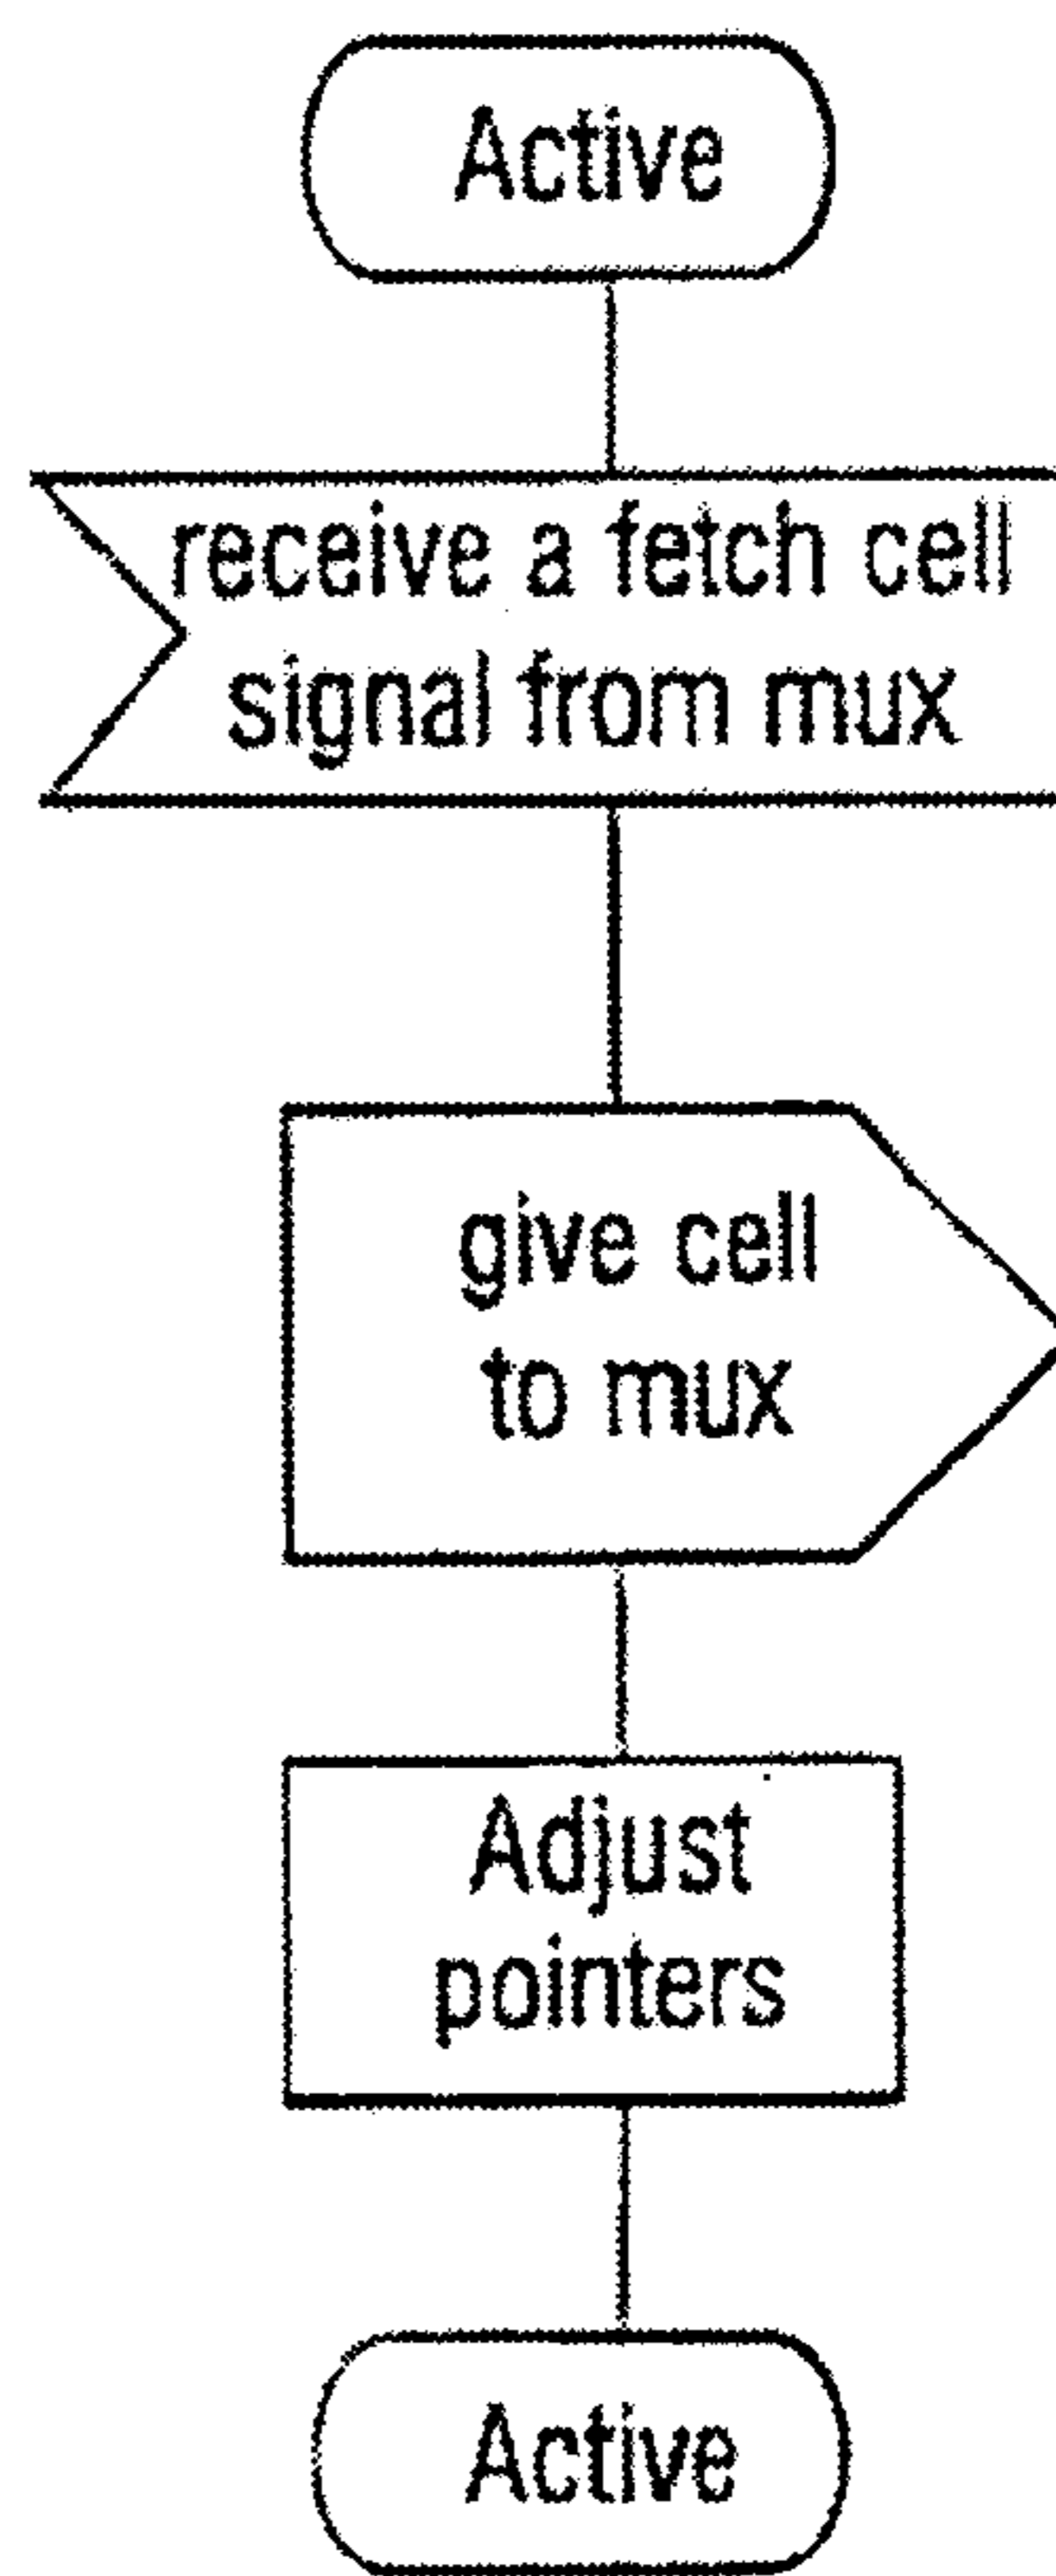 Active
receive a fetch cell
signal from mux
give cell
to mux
Adjust
pointers
Active